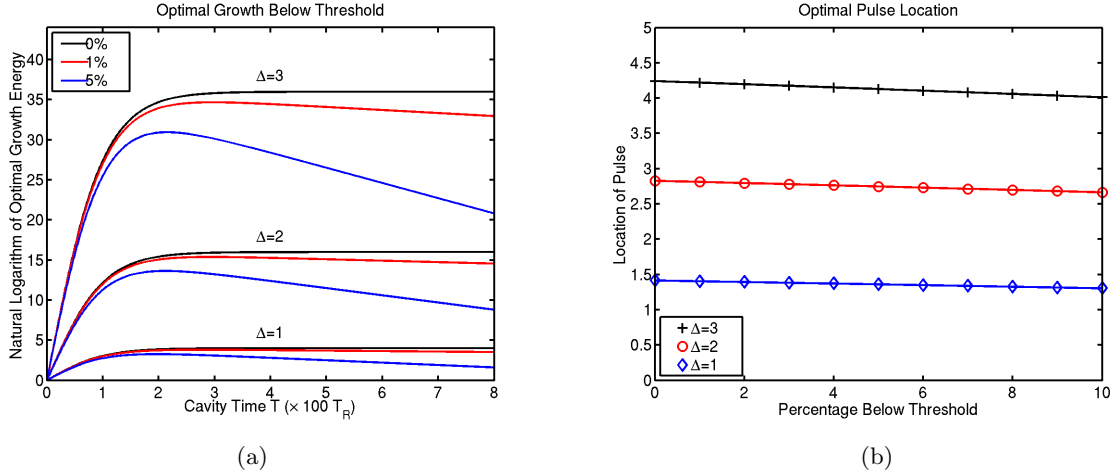 Optimal Growth Below Threshold
Natural Logarithm of Optimal Growth Energy
40
35
30
25
20
15
10
5
0
0%
1%
5%
Δ=3
Δ=2
Δ=1
0 1 2 3 4 5 6 7 8
Cavity Time T (× 100 T_R)
(a)
Optimal Pulse Location
Location of Pulse
5
4.5
4
3.5
3
2.5
2
1.5
1
0.5
0
Δ=3
Δ=2
Δ=1
0 2 4 6 8 10
Percentage Below Threshold
(b)